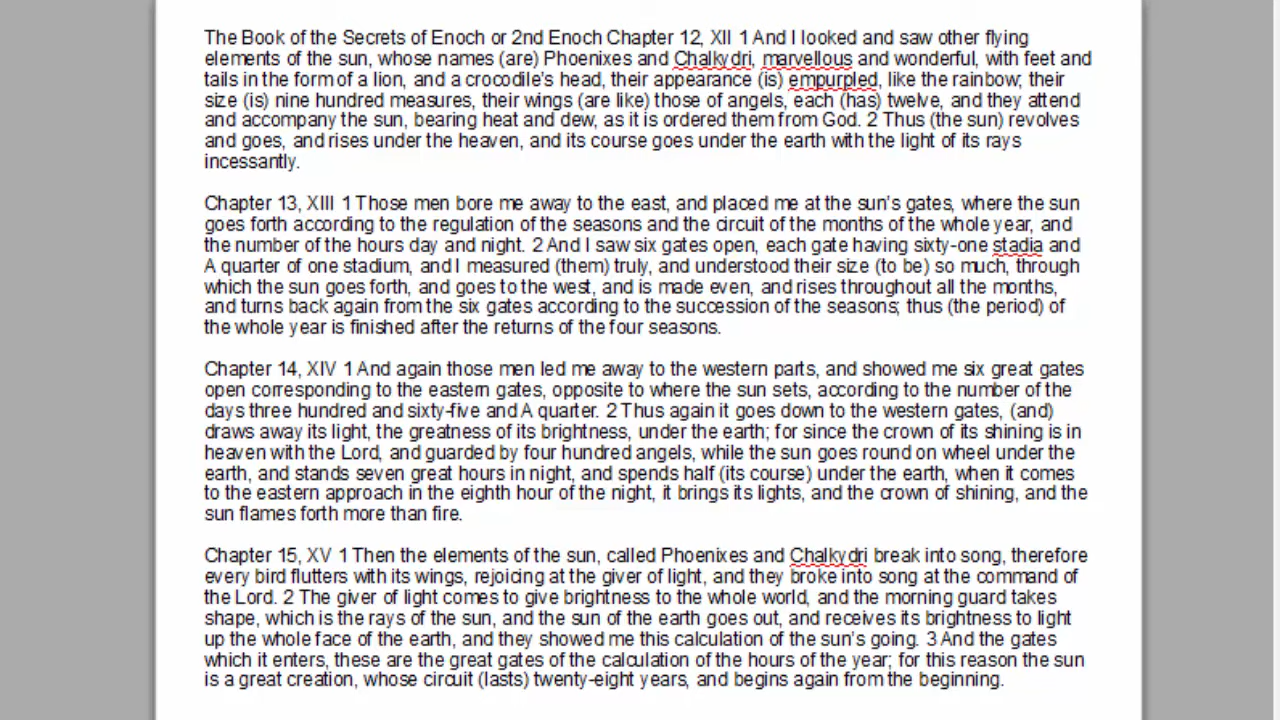 The Book of the Secrets of Enoch or 2nd Enoch Chapter 12, XII 1 And I looked and saw other flying
elements of the sun, whose names (are) Phoenixes and Chalkydri, marvellous and wonderful, with feet and
tails in the form of a lion, and a crocodile's head, their appearance (is) empurpled, like the rainbow; their
size (is) nine hundred measures, their wings (are like) those of angels, each (has) twelve, and they attend
and accompany the sun, bearing heat and dew, as it is ordered them from God. 2 Thus (the sun) revolves
and goes, and rises under the heaven, and its course goes under the earth with the light of its rays
incessantly.
Chapter 13, XIII 1 Those men bore me away to the east, and placed me at the sun's gates, where the sun
goes forth according to the regulation of the seasons and the circuit of the months of the whole year, and
the number of the hours day and night. 2 And I saw six gates open, each gate having sixty-one stadia and
A quarter of one stadium, and I measured (them) truly, and understood their size (to be) so much, through
which the sun goes forth, and goes to the west, and is made even, and rises throughout all the months,
and turns back again from the six gates according to the succession of the seasons; thus (the period) of
the whole year is finished after the returns of the four seasons.
Chapter 14, XIV 1 And again those men led me away to the western parts, and showed me six great gates
open corresponding to the eastern gates, opposite to where the sun sets, according to the number of the
days three hundred and sixty-five and A quarter. 2 Thus again it goes down to the western gates, (and)
draws away its light, the greatness of its brightness, under the earth; for since the crown of its shining is in
heaven with the Lord, and guarded by four hundred angels, while the sun goes round on wheel under the
earth, and stands seven great hours in night, and spends half (its course) under the earth, when it comes
to the eastern approach in the eighth hour of the night, it brings its lights, and the crown of shining, and the
sun flames forth more than fire.
Chapter 15, XV 1 Then the elements of the sun, called Phoenixes and Chalkydri break into song, therefore
every bird flutters with its wings, rejoicing at the giver of light, and they broke into song at the command of
the Lord. 2 The giver of light comes to give brightness to the whole world, and the morning guard takes
shape, which is the rays of the sun, and the sun of the earth goes out, and receives its brightness to light
up the whole face of the earth, and they showed me this calculation of the sun's going. 3 And the gates
which it enters, these are the great gates of the calculation of the hours of the year; for this reason the sun
is a great creation, whose circuit (lasts) twenty-eight years, and begins again from the beginning.